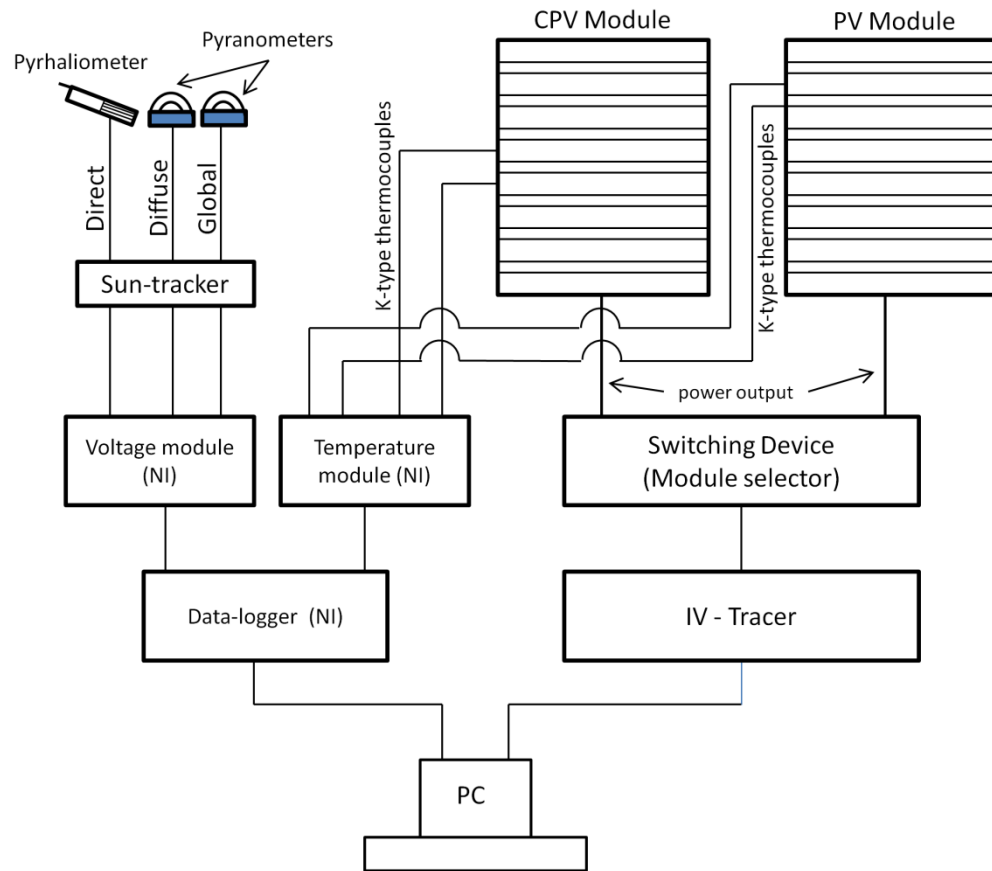 CPV Module
PV Module
Pyranometers
Pyrhaliometer
Direct
Diffuse
Global
K-type thermocouples
K-type thermocouples
Sun-tracker
power output
Voltage module
(NI)
Temperature
module (NI)
Switching Device
(Module selector)
Data-logger (NI)
IV - Tracer
PC